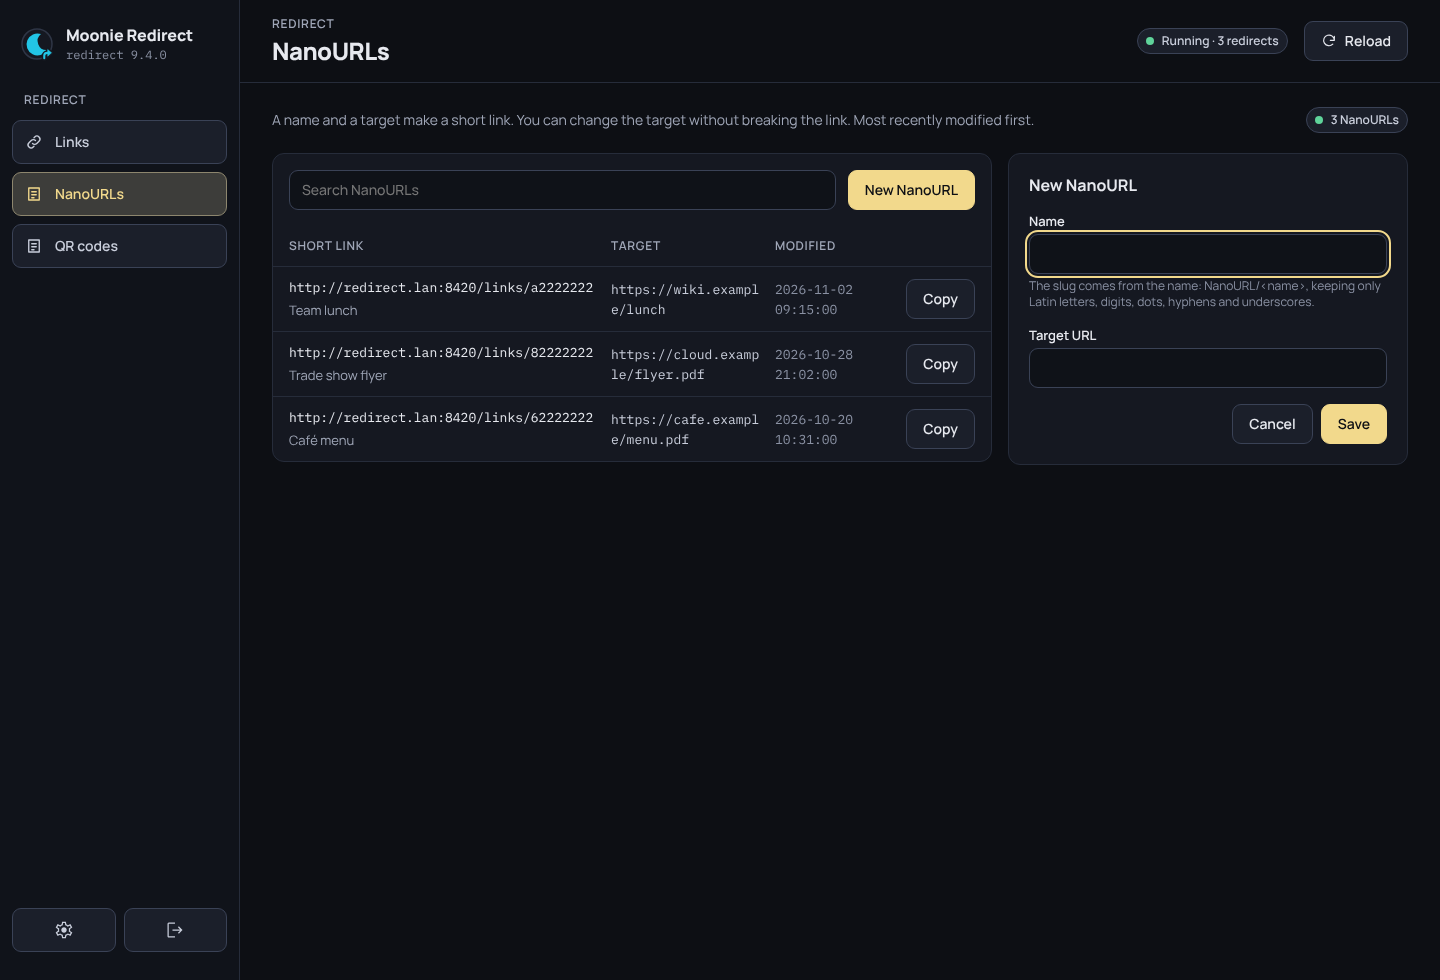 Moonie Redirect
redirect 9.4.0
REDIRECT
Links
NanoURLs
QR codes
REDIRECT
NanoURLs
Running · 3 redirects
Reload
A name and a target make a short link. You can change the target without breaking the link. Most recently modified first.
3 NanoURLs
Search NanoURLs
New NanoURL
SHORT LINK
TARGET
MODIFIED
http://redirect.lan:8420/links/a2222222
Team lunch
https://wiki.exampl
e/lunch
2026-11-02
09:15:00
Copy
http://redirect.lan:8420/links/82222222
Trade show flyer
https://cloud.examp
le/flyer.pdf
2026-10-28
21:02:00
Copy
http://redirect.lan:8420/links/62222222
Café menu
https://cafe.exampl
e/menu.pdf
2026-10-20
10:31:00
Copy
New NanoURL
Name
The slug comes from the name: NanoURL/<name>, keeping only
Latin letters, digits, dots, hyphens and underscores.
Target URL
Cancel
Save